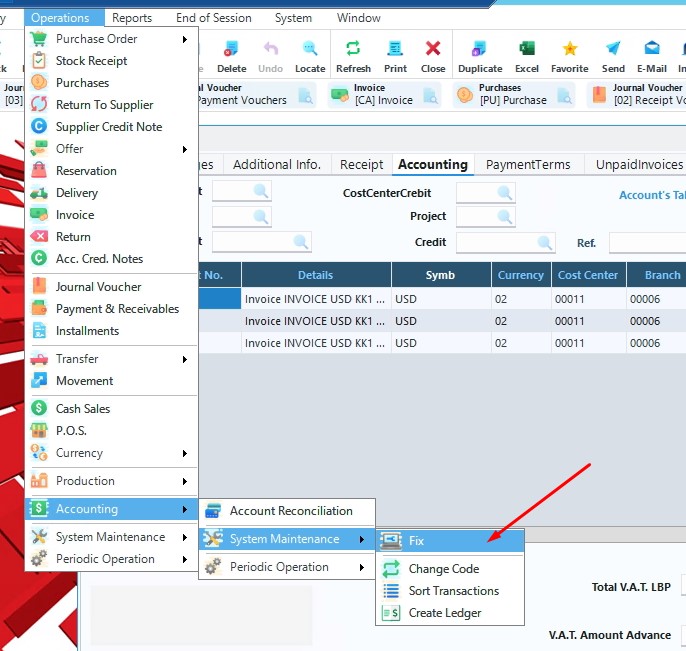 y Operations Reports End of Session System Window
Delete Undo Locate Refresh Print Close Duplicate Excel Favorite Send E-Mail
Journ
[03]
al Voucher
Payment Vouchers
Invoice
[CA] Invoice
Purchases
[PU] Purchase
Journal Voucher
[02] Receipt Vo
Purchase Order
Stock Receipt
Purchases
Return To Supplier
Supplier Credit Note
Offer
Reservation
Delivery
Invoice
Return
Acc. Cred. Notes
Journal Voucher
Payment & Receivables
Installments
Transfer
Movement
Cash Sales
P.O.S.
Currency
Production
Accounting
System Maintenance
Periodic Operation
Account Reconciliation
System Maintenance
Periodic Operation
Fix
Change Code
Sort Transactions
Create Ledger
ges Additional Info. Receipt Accounting PaymentTerms UnpaidInvoices
t CostCenterCrebit Account's Tal
Project
t Credit Ref.
t No. Details Symb Currency Cost Center Branch
Invoice INVOICE USD KK1 ... USD 02 00011 00006
Invoice INVOICE USD KK1 ... USD 02 00011 00006
Invoice INVOICE USD KK1 ... USD 02 00011 00006
Total V.A.T. LBP
V.A.T. Amount Advance